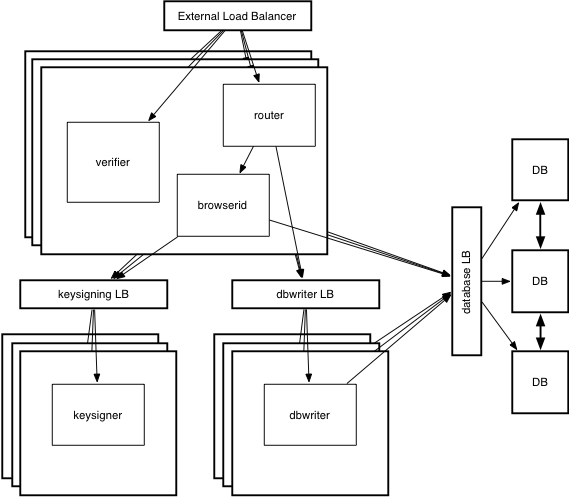 External Load Balancer
router
verifier
browserid
DB
database LB
DB
keysigning LB
dbwriter LB
DB
keysigner
dbwriter